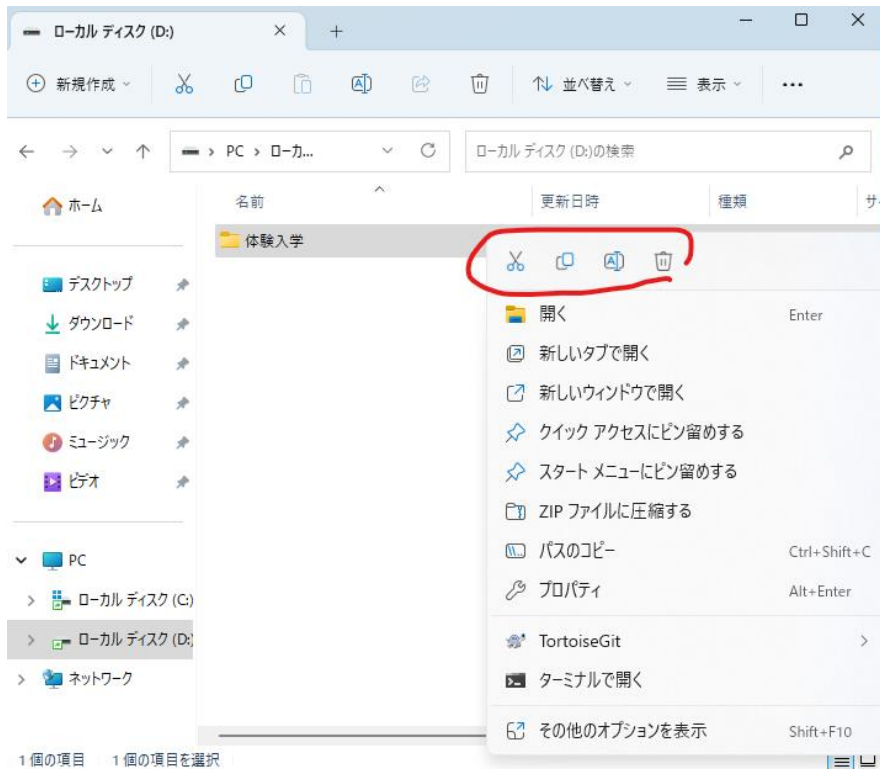 ローカル ディスク (D:)
新規作成
並べ替え
表示
PC > ローカ...
ローカル ディスク (D:)の検索
名前
更新日時
種類
サイ
ホーム
体験入学
デスクトップ
ダウンロード
ドキュメント
ピクチャ
ミュージック
ビデオ
PC
ローカル ディスク (C:)
ローカル ディスク (D:)
ネットワーク
開く Enter
新しいタブで開く
新しいウィンドウで開く
クイック アクセスにピン留めする
スタート メニューにピン留めする
ZIP ファイルに圧縮する
パスのコピー Ctrl+Shift+C
プロパティ Alt+Enter
TortoiseGit
ターミナルで開く
その他のオプションを表示 Shift+F10
1 個の項目 1 個の項目を選択